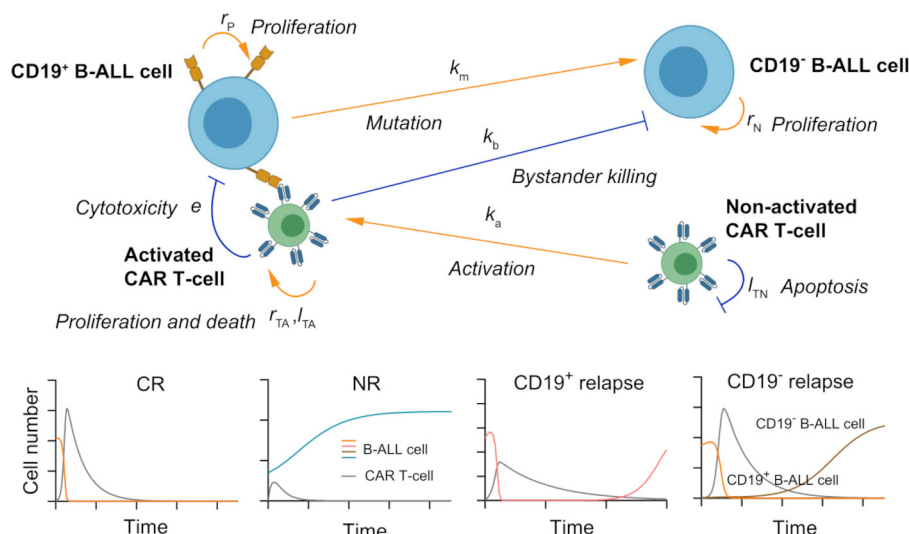 r_P Proliferation
CD19⁺ B-ALL cell
k_m
CD19⁻ B-ALL cell
Mutation
k_b
r_N Proliferation
Bystander killing
Cytotoxicity e
k_a
Non-activated
CAR T-cell
Activated
CAR T-cell
Activation
l_TN Apoptosis
Proliferation and death r_TA,l_TA
CR
NR
CD19⁺ relapse
CD19⁻ relapse
Cell number
B-ALL cell
CAR T-cell
CD19⁻ B-ALL cell
CD19⁺ B-ALL cell
Time
Time
Time
Time